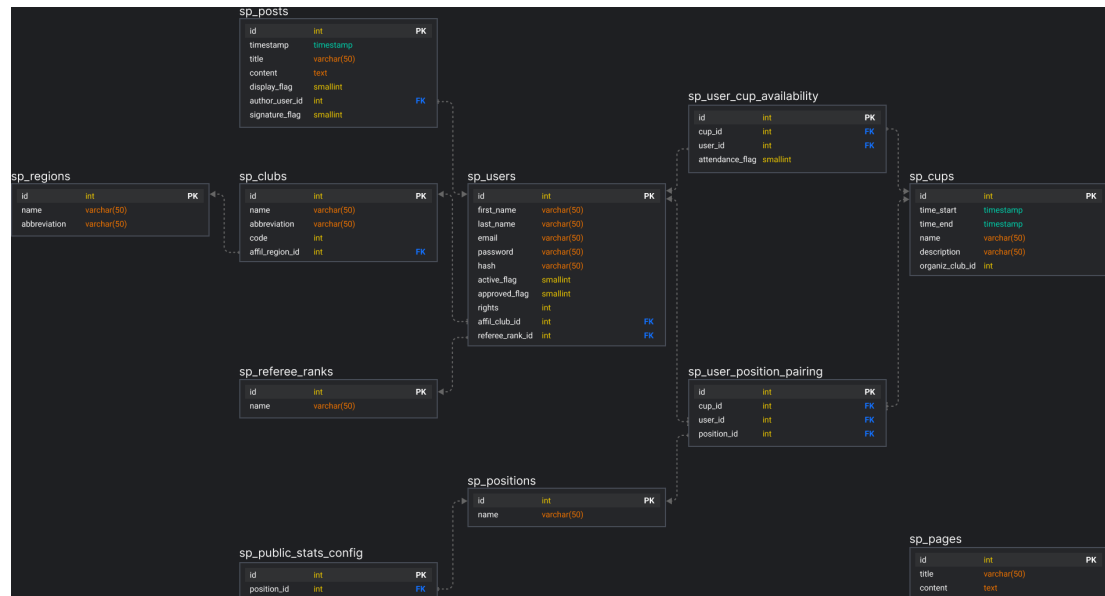 sp_posts
id int PK
timestamp timestamp
title varchar(50)
content text
display_flag smallint
author_user_id int FK
signature_flag smallint
sp_user_cup_availability
id int PK
cup_id int FK
user_id int FK
attendance_flag smallint
sp_regions
id int PK
name varchar(50)
abbreviation varchar(50)
sp_clubs
id int PK
name varchar(50)
abbreviation varchar(50)
code int
affil_region_id int FK
sp_users
id int PK
first_name varchar(50)
last_name varchar(50)
email varchar(50)
password varchar(50)
hash varchar(50)
active_flag smallint
approved_flag smallint
rights int
affil_club_id int FK
referee_rank_id int FK
sp_cups
id int PK
time_start timestamp
time_end timestamp
name varchar(50)
description varchar(50)
organiz_club_id int
sp_referee_ranks
id int PK
name varchar(50)
sp_user_position_pairing
id int PK
cup_id int FK
user_id int FK
position_id int FK
sp_positions
id int PK
name varchar(50)
sp_public_stats_config
id int PK
position_id int FK
sp_pages
id int PK
title varchar(50)
content text